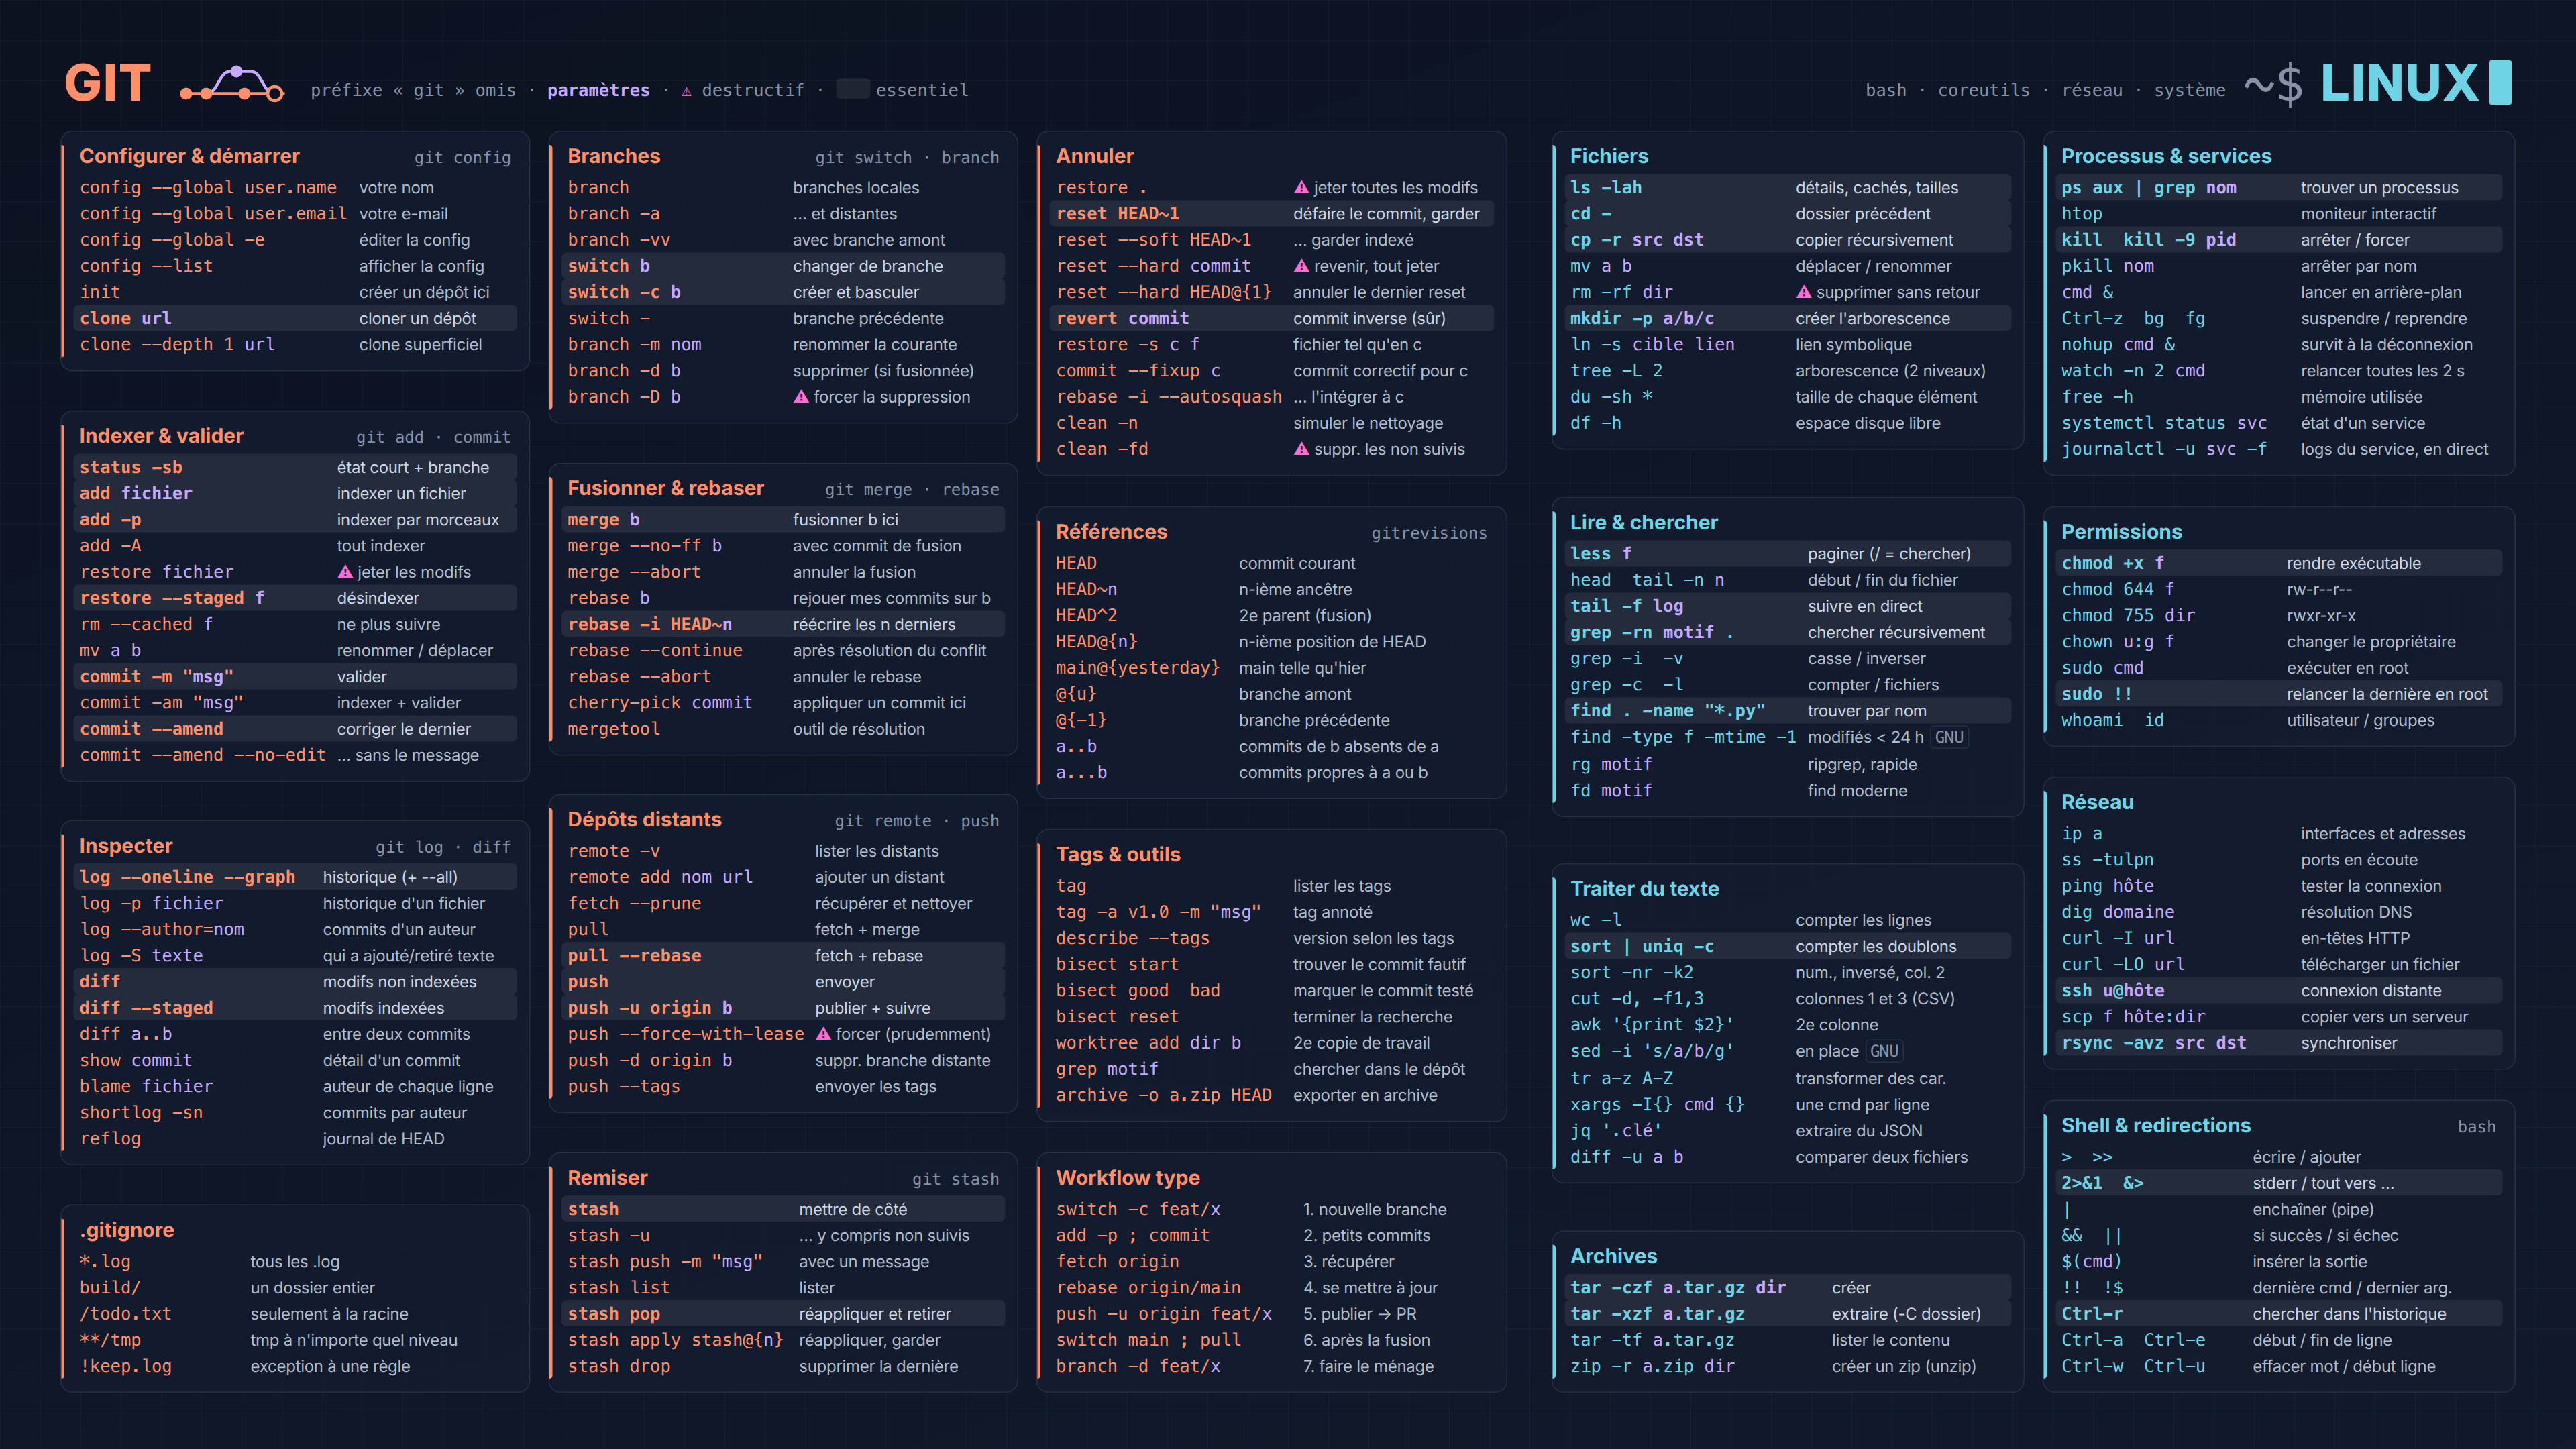 GIT
préfixe « git » omis · paramètres · ⚠ destructif · essentiel
bash · coreutils · réseau · système
~$ LINUX
Configurer & démarrer git config
config --global user.name votre nom
config --global user.email votre e-mail
config --global -e éditer la config
config --list afficher la config
init créer un dépôt ici
clone url cloner un dépôt
clone --depth 1 url clone superficiel
Indexer & valider git add · commit
status -sb état court + branche
add fichier indexer un fichier
add -p indexer par morceaux
add -A tout indexer
restore fichier ⚠ jeter les modifs
restore --staged f désindexer
rm --cached f ne plus suivre
mv a b renommer / déplacer
commit -m "msg" valider
commit -am "msg" indexer + valider
commit --amend corriger le dernier
commit --amend --no-edit ... sans le message
Inspecter git log · diff
log --oneline --graph historique (+ --all)
log -p fichier historique d'un fichier
log --author=nom commits d'un auteur
log -S texte qui a ajouté/retiré texte
diff modifs non indexées
diff --staged modifs indexées
diff a..b entre deux commits
show commit détail d'un commit
blame fichier auteur de chaque ligne
shortlog -sn commits par auteur
reflog journal de HEAD
.gitignore
*.log tous les .log
build/ un dossier entier
/todo.txt seulement à la racine
**/tmp tmp à n'importe quel niveau
!keep.log exception à une règle
Branches git switch · branch
branch branches locales
branch -a ... et distantes
branch -vv avec branche amont
switch b changer de branche
switch -c b créer et basculer
switch - branche précédente
branch -m nom renommer la courante
branch -d b supprimer (si fusionnée)
branch -D b ⚠ forcer la suppression
Fusionner & rebaser git merge · rebase
merge b fusionner b ici
merge --no-ff b avec commit de fusion
merge --abort annuler la fusion
rebase b rejouer mes commits sur b
rebase -i HEAD~n réécrire les n derniers
rebase --continue après résolution du conflit
rebase --abort annuler le rebase
cherry-pick commit appliquer un commit ici
mergetool outil de résolution
Dépôts distants git remote · push
remote -v lister les distants
remote add nom url ajouter un distant
fetch --prune récupérer et nettoyer
pull fetch + merge
pull --rebase fetch + rebase
push envoyer
push -u origin b publier + suivre
push --force-with-lease ⚠ forcer (prudemment)
push -d origin b suppr. branche distante
push --tags envoyer les tags
Remiser git stash
stash mettre de côté
stash -u ... y compris non suivis
stash push -m "msg" avec un message
stash list lister
stash pop réappliquer et retirer
stash apply stash@{n} réappliquer, garder
stash drop supprimer la dernière
Annuler
restore . ⚠ jeter toutes les modifs
reset HEAD~1 défaire le commit, garder
reset --soft HEAD~1 ... garder indexé
reset --hard commit ⚠ revenir, tout jeter
reset --hard HEAD@{1} annuler le dernier reset
revert commit commit inverse (sûr)
restore -s c f fichier tel qu'en c
commit --fixup c commit correctif pour c
rebase -i --autosquash ... l'intégrer à c
clean -n simuler le nettoyage
clean -fd ⚠ suppr. les non suivis
Références gitrevisions
HEAD commit courant
HEAD~n n-ième ancêtre
HEAD^2 2e parent (fusion)
HEAD@{n} n-ième position de HEAD
main@{yesterday} main telle qu'hier
@{u} branche amont
@{-1} branche précédente
a..b commits de b absents de a
a...b commits propres à a ou b
Tags & outils
tag lister les tags
tag -a v1.0 -m "msg" tag annoté
describe --tags version selon les tags
bisect start trouver le commit fautif
bisect good bad marquer le commit testé
bisect reset terminer la recherche
worktree add dir b 2e copie de travail
grep motif chercher dans le dépôt
archive -o a.zip HEAD exporter en archive
Workflow type
switch -c feat/x 1. nouvelle branche
add -p ; commit 2. petits commits
fetch origin 3. récupérer
rebase origin/main 4. se mettre à jour
push -u origin feat/x 5. publier → PR
switch main ; pull 6. après la fusion
branch -d feat/x 7. faire le ménage
Fichiers
ls -lah détails, cachés, tailles
cd - dossier précédent
cp -r src dst copier récursivement
mv a b déplacer / renommer
rm -rf dir ⚠ supprimer sans retour
mkdir -p a/b/c créer l'arborescence
ln -s cible lien lien symbolique
tree -L 2 arborescence (2 niveaux)
du -sh * taille de chaque élément
df -h espace disque libre
Lire & chercher
less f paginer (/ = chercher)
head tail -n n début / fin du fichier
tail -f log suivre en direct
grep -rn motif . chercher récursivement
grep -i -v casse / inverser
grep -c -l compter / fichiers
find . -name "*.py" trouver par nom
find -type f -mtime -1 modifiés < 24 h GNU
rg motif ripgrep, rapide
fd motif find moderne
Traiter du texte
wc -l compter les lignes
sort | uniq -c compter les doublons
sort -nr -k2 num., inversé, col. 2
cut -d, -f1,3 colonnes 1 et 3 (CSV)
awk '{print $2}' 2e colonne
sed -i 's/a/b/g' en place GNU
tr a-z A-Z transformer des car.
xargs -I{} cmd {} une cmd par ligne
jq '.clé' extraire du JSON
diff -u a b comparer deux fichiers
Archives
tar -czf a.tar.gz dir créer
tar -xzf a.tar.gz extraire (-C dossier)
tar -tf a.tar.gz lister le contenu
zip -r a.zip dir créer un zip (unzip)
Processus & services
ps aux | grep nom trouver un processus
htop moniteur interactif
kill kill -9 pid arrêter / forcer
pkill nom arrêter par nom
cmd & lancer en arrière-plan
Ctrl-z bg fg suspendre / reprendre
nohup cmd & survit à la déconnexion
watch -n 2 cmd relancer toutes les 2 s
free -h mémoire utilisée
systemctl status svc état d'un service
journalctl -u svc -f logs du service, en direct
Permissions
chmod +x f rendre exécutable
chmod 644 f rw-r--r--
chmod 755 dir rwxr-xr-x
chown u:g f changer le propriétaire
sudo cmd exécuter en root
sudo !! relancer la dernière en root
whoami id utilisateur / groupes
Réseau
ip a interfaces et adresses
ss -tulpn ports en écoute
ping hôte tester la connexion
dig domaine résolution DNS
curl -I url en-têtes HTTP
curl -LO url télécharger un fichier
ssh u@hôte connexion distante
scp f hôte:dir copier vers un serveur
rsync -avz src dst synchroniser
Shell & redirections bash
> >> écrire / ajouter
2>&1 &> stderr / tout vers ...
| enchaîner (pipe)
&& || si succès / si échec
$(cmd) insérer la sortie
!! !$ dernière cmd / dernier arg.
Ctrl-r chercher dans l'historique
Ctrl-a Ctrl-e début / fin de ligne
Ctrl-w Ctrl-u effacer mot / début ligne